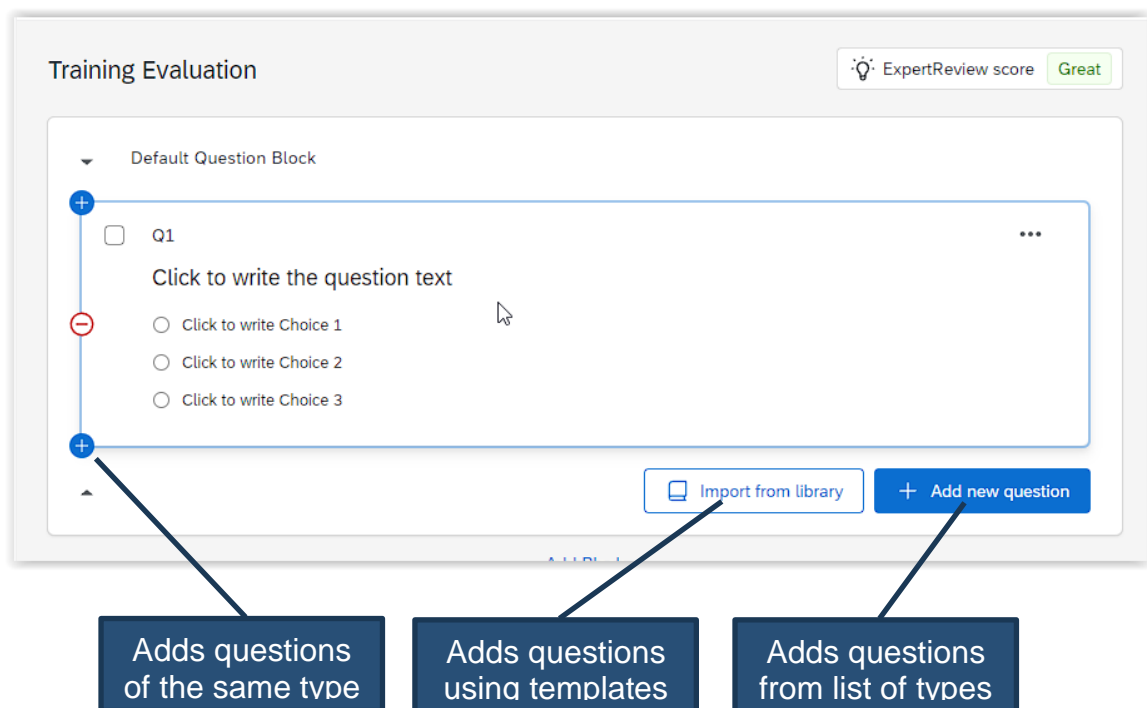 Training Evaluation
ExpertReview score Great
Default Question Block
Q1
Click to write the question text
Click to write Choice 1
Click to write Choice 2
Click to write Choice 3
Import from library
+ Add new question
Adds questions
of the same type
Adds questions
using templates
Adds questions
from list of types